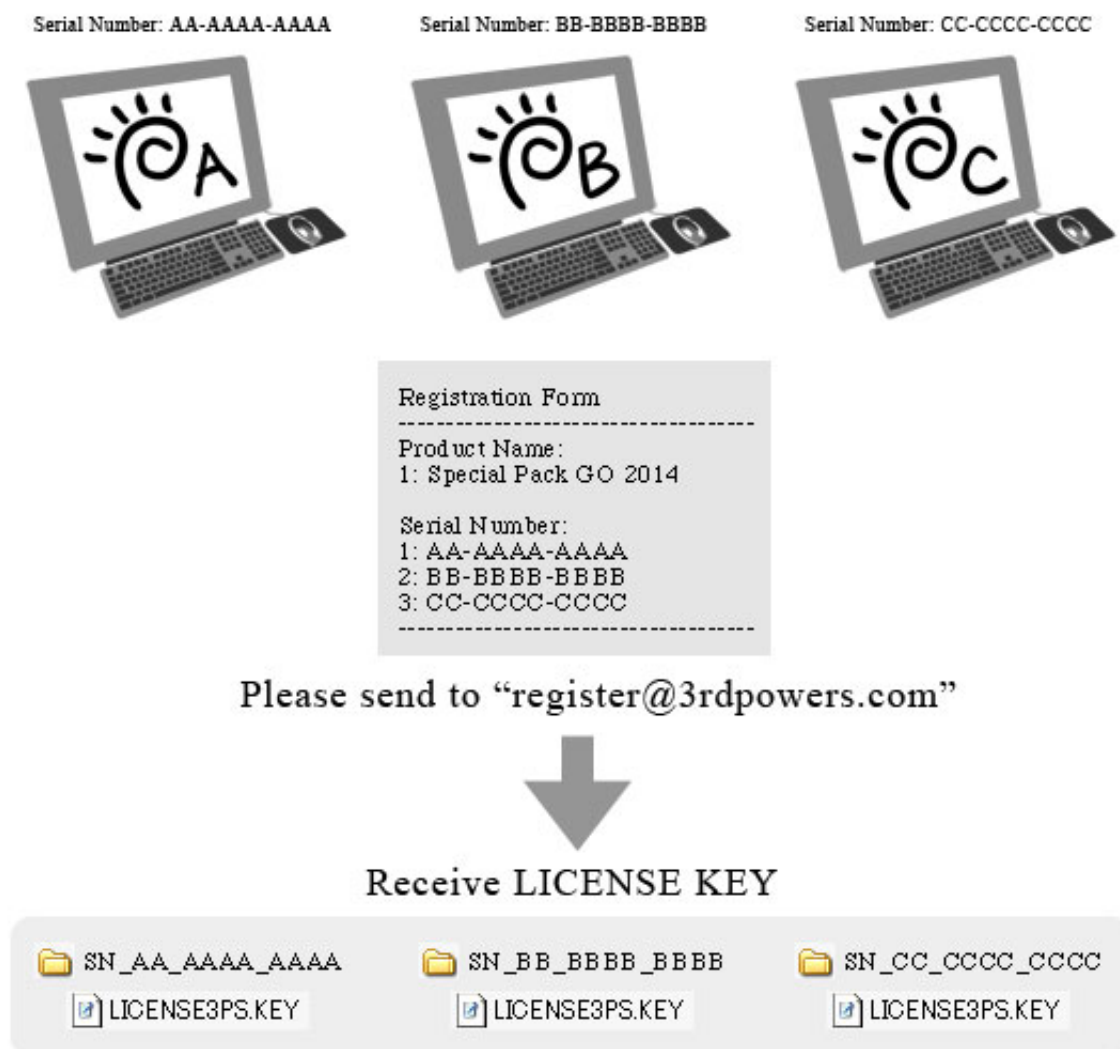 Serial Number: AA-AAAA-AAAA
Serial Number: BB-BBBB-BBBB
Serial Number: CC-CCCC-CCCC
A
B
C
Registration Form
-----------------------------------
Product Name:
1: Special Pack GO 2014
Serial Number:
1: AA-AAAA-AAAA
2: BB-BBBB-BBBB
3: CC-CCCC-CCCC
-----------------------------------
Please send to “register@3rdpowers.com”
Receive LICENSE KEY
SN_AA_AAAA_AAAA
SN_BB_BBBB_BBBB
SN_CC_CCCC_CCCC
LICENSE3PS.KEY
LICENSE3PS.KEY
LICENSE3PS.KEY